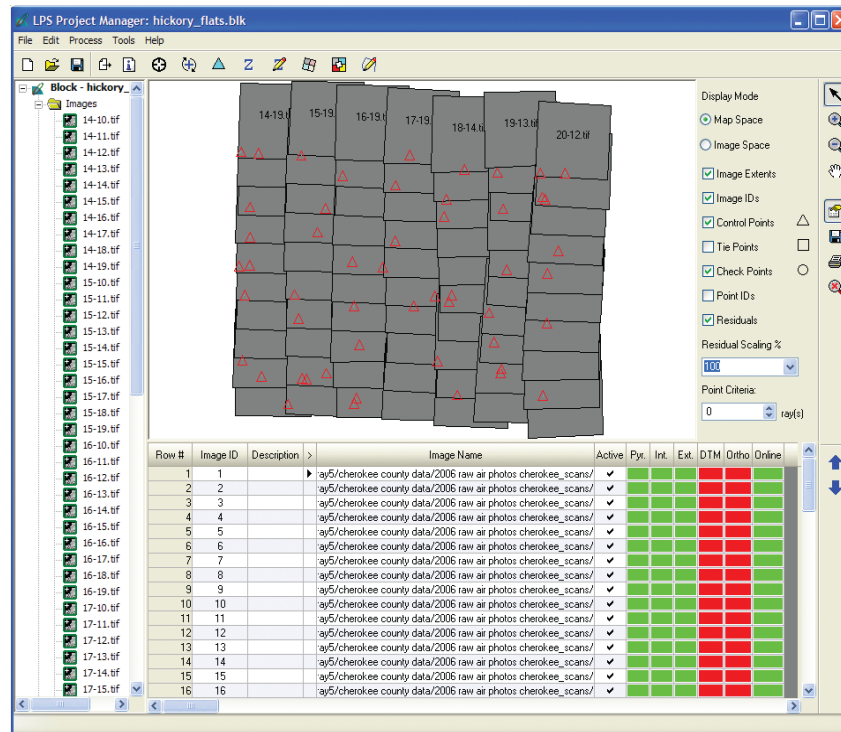 LPS Project Manager: hickory_flats.blk
File Edit Process Tools Help
Block - hickory_
Images
14-10.tif
14-11.tif
14-12.tif
14-13.tif
14-14.tif
14-15.tif
14-16.tif
14-17.tif
14-18.tif
14-19.tif
15-10.tif
15-11.tif
15-12.tif
15-13.tif
15-14.tif
15-15.tif
15-16.tif
15-17.tif
15-18.tif
15-19.tif
16-10.tif
16-11.tif
16-12.tif
16-13.tif
16-14.tif
16-15.tif
16-16.tif
16-17.tif
16-18.tif
16-19.tif
17-10.tif
17-11.tif
17-12.tif
17-13.tif
17-14.tif
17-15.tif
14-19.t 15-19. 16-19.t 17-19. 18-14.t 19-13.tif 20-12.tif
Display Mode
Map Space
Image Space
Image Extents
Image IDs
Control Points
Tie Points
Check Points
Point IDs
Residuals
Residual Scaling %
100
Point Criteria:
0 ray(s)
Row # Image ID Description > Image Name Active Pyr. Int. Ext. DTM Ortho Online
1 1 ray5/cherokee county data/2006 raw air photos cherokee_scans/
2 2 ray5/cherokee county data/2006 raw air photos cherokee_scans/
3 3 ray5/cherokee county data/2006 raw air photos cherokee_scans/
4 4 ray5/cherokee county data/2006 raw air photos cherokee_scans/
5 5 ray5/cherokee county data/2006 raw air photos cherokee_scans/
6 6 ray5/cherokee county data/2006 raw air photos cherokee_scans/
7 7 ray5/cherokee county data/2006 raw air photos cherokee_scans/
8 8 ray5/cherokee county data/2006 raw air photos cherokee_scans/
9 9 ray5/cherokee county data/2006 raw air photos cherokee_scans/
10 10 ray5/cherokee county data/2006 raw air photos cherokee_scans/
11 11 ray5/cherokee county data/2006 raw air photos cherokee_scans/
12 12 ray5/cherokee county data/2006 raw air photos cherokee_scans/
13 13 ray5/cherokee county data/2006 raw air photos cherokee_scans/
14 14 ray5/cherokee county data/2006 raw air photos cherokee_scans/
15 15 ray5/cherokee county data/2006 raw air photos cherokee_scans/
16 16 ray5/cherokee county data/2006 raw air photos cherokee_scans/